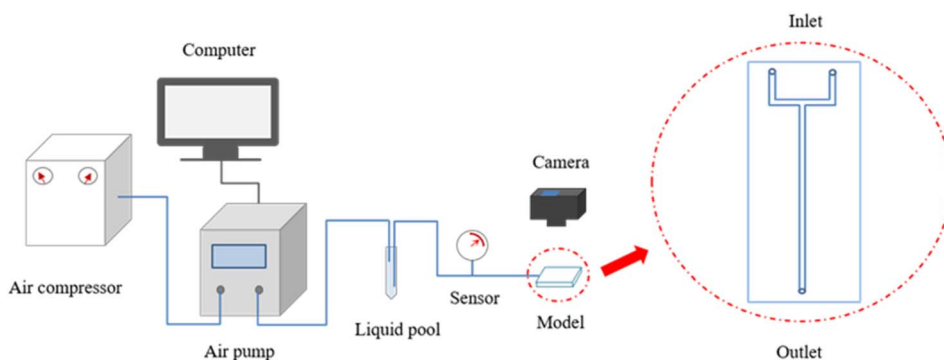 Inlet
Computer
Camera
Air compressor
Sensor
Liquid pool
Model
Air pump
Outlet